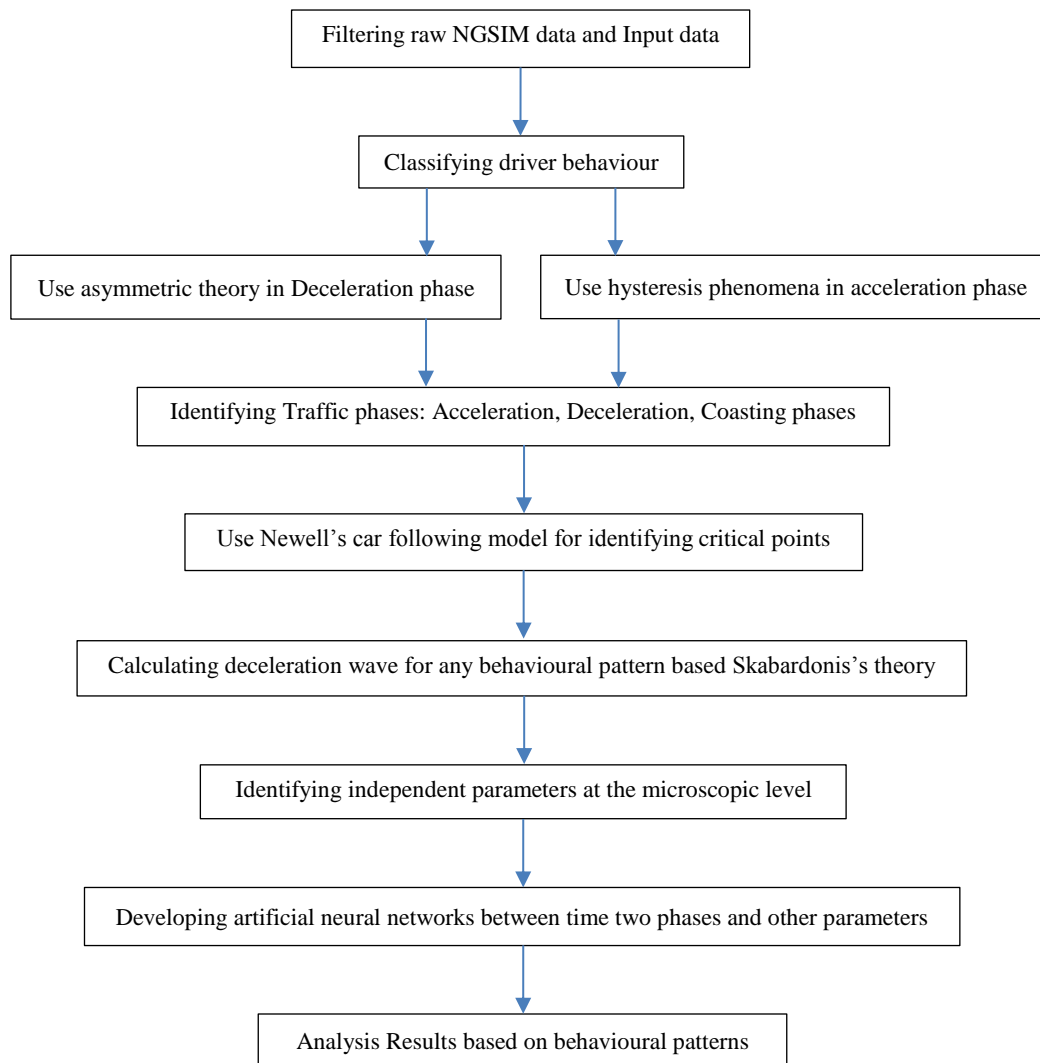 Filtering raw NGSIM data and Input data
Classifying driver behaviour
Use asymmetric theory in Deceleration phase
Use hysteresis phenomena in acceleration phase
Identifying Traffic phases: Acceleration, Deceleration, Coasting phases
Use Newell’s car following model for identifying critical points
Calculating deceleration wave for any behavioural pattern based Skabardonis’s theory
Identifying independent parameters at the microscopic level
Developing artificial neural networks between time two phases and other parameters
Analysis Results based on behavioural patterns